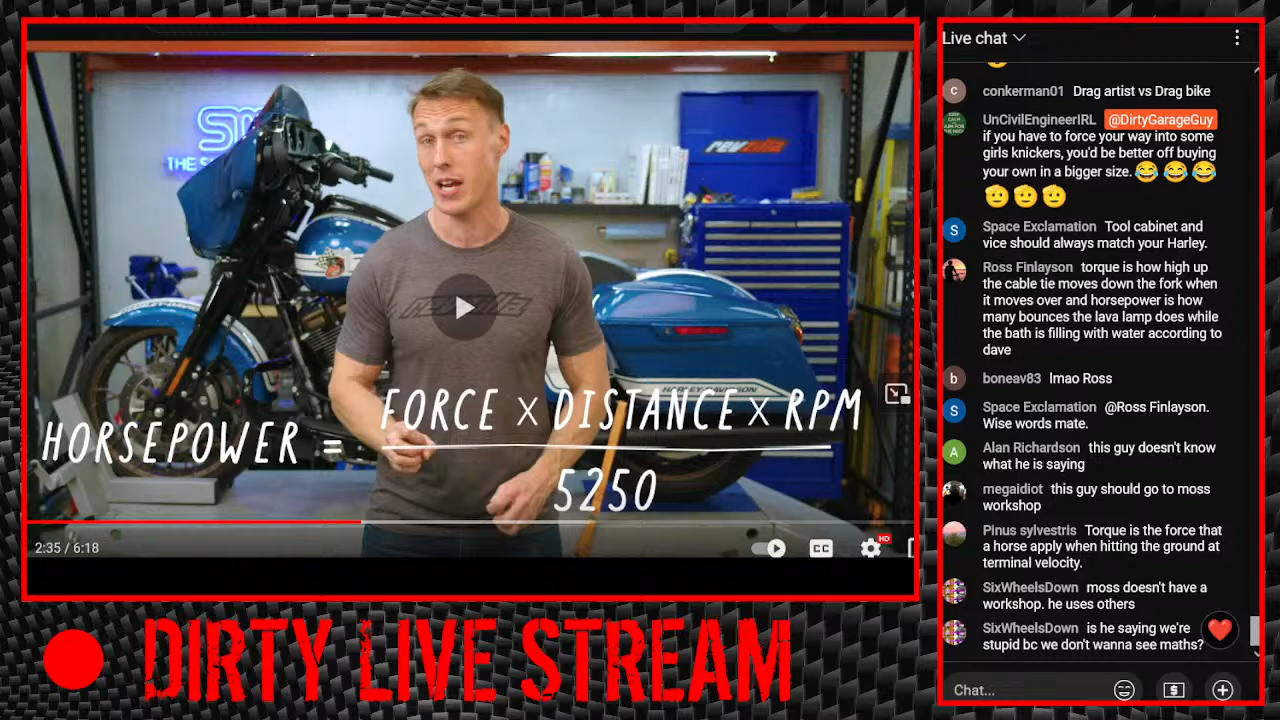 SM
THE S
revzilla
REVZILLA
HARLEY-DAVIDSON
HORSEPOWER = FORCE X DISTANCE X RPM
5250
2:35 / 6:18
CC
HD
DIRTY LIVE STREAM
Live chat
c
conkerman01 Drag artist vs Drag bike
UnCivilEngineerIRL @DirtyGarageGuy
if you have to force your way into some
girls knickers, you'd be better off buying
your own in a bigger size. 😂😂😂
🫡🫡🫡
S
Space Exclamation Tool cabinet and
vice should always match your Harley.
Ross Finlayson torque is how high up
the cable tie moves down the fork when
it moves over and horsepower is how
many bounces the lava lamp does while
the bath is filling with water according to
dave
b
boneav83 lmao Ross
S
Space Exclamation @Ross Finlayson.
Wise words mate.
A
Alan Richardson this guy doesn't know
what he is saying
megaidiot this guy should go to moss
workshop
Pinus sylvestris Torque is the force that
a horse apply when hitting the ground at
terminal velocity.
SixWheelsDown moss doesn't have a
workshop. he uses others
SixWheelsDown is he saying we're
stupid bc we don't wanna see maths?
Chat...
$